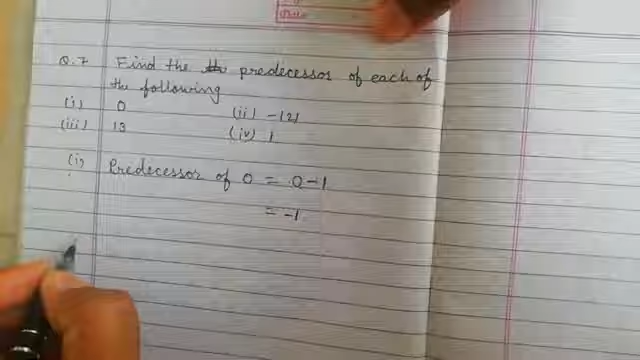 Q.7 Find the predecessor of each of
the following
(i) 0 (ii) -121
(iii) 13 (iv) 1
(i) Predecessor of 0 = 0-1
= -1